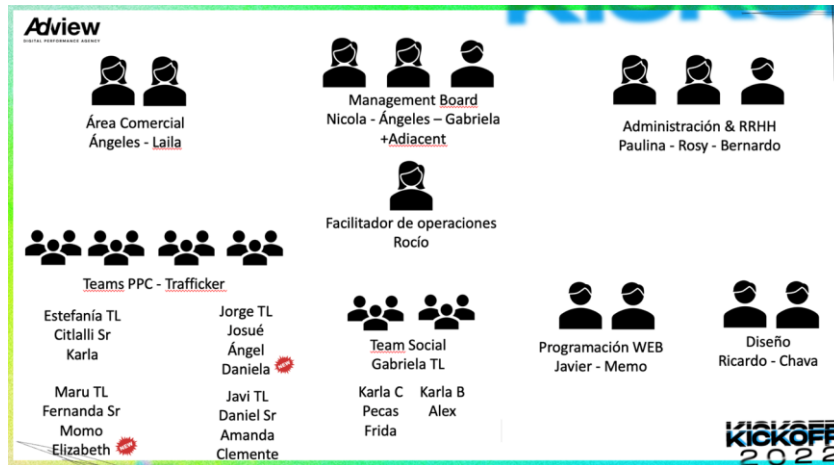 KICKOFF
Adview
DIGITAL PERFORMANCE AGENCY
Área Comercial
Ángeles - Laila
Management Board
Nicola - Ángeles – Gabriela
+Adiacent
Administración & RRHH
Paulina - Rosy - Bernardo
Facilitador de operaciones
Rocío
Teams PPC - Trafficker
Estefanía TL
Citlalli Sr
Karla
Jorge TL
Josué
Ángel
Daniela NEW
Maru TL
Fernanda Sr
Momo
Elizabeth NEW
Javi TL
Daniel Sr
Amanda
Clemente
Team Social
Gabriela TL
Karla C
Pecas
Frida
Karla B
Alex
Programación WEB
Javier - Memo
Diseño
Ricardo - Chava
KICKOFF
2022